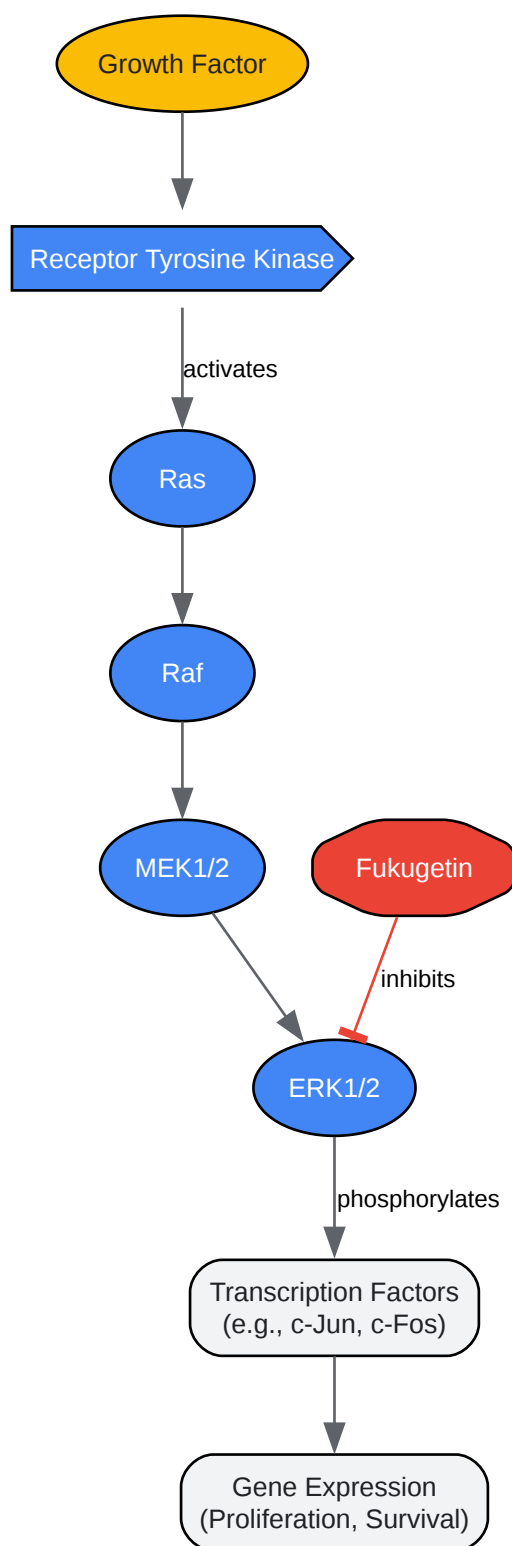 Growth Factor
Receptor Tyrosine Kinase
activates
Ras
Raf
MEK1/2
Fukugetin
inhibits
ERK1/2
phosphorylates
Transcription Factors
(e.g., c-Jun, c-Fos)
Gene Expression
(Proliferation, Survival)